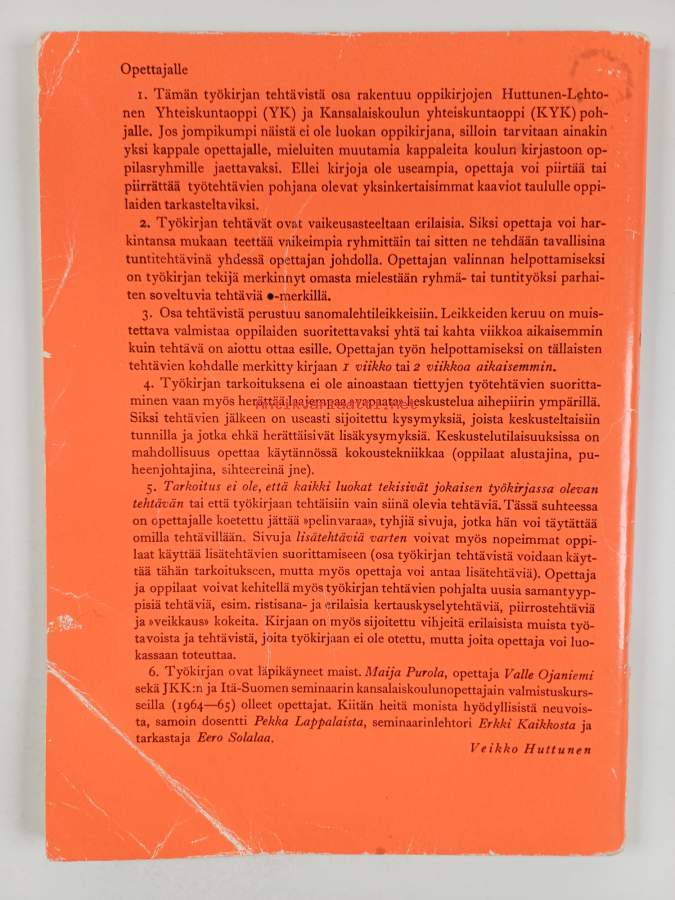 Opettajalle
1. Tämän työkirjan tehtävistä osa rakentuu oppikirjojen Huttunen-Lehto-
nen Yhteiskuntaoppi (YK) ja Kansalaiskoulun yhteiskuntaoppi (KYK) poh-
jalle. Jos jompikumpi näistä ei ole luokan oppikirjana, silloin tarvitaan ainakin
yksi kappale opettajalle, mieluiten muutamia kappaleita koulun kirjastoon op-
pilasryhmille jaettavaksi. Ellei kirjoja ole useampia, opettaja voi piirtää tai
piirrättää työtehtävien pohjana olevat yksinkertaisimmat kaaviot taululle oppi-
laiden tarkasteltaviksi.
2. Työkirjan tehtävät ovat vaikeusasteeltaan erilaisia. Siksi opettaja voi har-
kintansa mukaan teettää vaikeimpia ryhmittäin tai sitten ne tehdään tavallisina
tuntitehtävinä yhdessä opettajan johdolla. Opettajan valinnan helpottamiseksi
on työkirjan tekijä merkinnyt omasta mielestään ryhmä- tai tuntityöksi parhai-
ten soveltuvia tehtäviä ●-merkillä.
3. Osa tehtävistä perustuu sanomalehtileikkeisiin. Leikkeiden keruu on muis-
tettava valmistaa oppilaiden suoritettavaksi yhtä tai kahta viikkoa aikaisemmin
kuin tehtävä on aiottu ottaa esille. Opettajan työn helpottamiseksi on tällaisten
tehtävien kohdalle merkitty kirjaan 1 viikko tai 2 viikkoa aikaisemmin.
4. Työkirjan tarkoituksena ei ole ainoastaan tiettyjen työtehtävien suoritta-
minen vaan myös herättää laajempaa vapaata keskustelua aihepiirin ympärillä.
Siksi tehtävien jälkeen on useasti sijoitettu kysymyksiä, joista keskusteltaisiin
tunnilla ja jotka ehkä herättäisivät lisäkysymyksiä. Keskustelutilaisuuksissa on
mahdollisuus opettaa käytännössä kokoustekniikkaa (oppilaat alustajina, pu-
heenjohtajina, sihteereinä jne).
5. Tarkoitus ei ole, että kaikki luokat tekisivät jokaisen työkirjassa olevan
tehtävän tai että työkirjaan tehtäisiin vain siinä olevia tehtäviä. Tässä suhteessa
on opettajalle koetettu jättää »pelinvaraa», tyhjiä sivuja, jotka hän voi täytättää
omilla tehtävillään. Sivuja lisätehtäviä varten voivat myös nopeimmat oppi-
laat käyttää lisätehtävien suorittamiseen (osa työkirjan tehtävistä voidaan käyt-
tää tähän tarkoitukseen, mutta myös opettaja voi antaa lisätehtäviä). Opettaja
ja oppilaat voivat kehitellä myös työkirjan tehtävien pohjalta uusia samantyyp-
pisiä tehtäviä, esim. ristisana- ja erilaisia kertauskyselytehtäviä, piirrostehtäviä
ja »veikkaus» kokeita. Kirjaan on myös sijoitettu vihjeitä erilaisista muista työ-
tavoista ja tehtävistä, joita työkirjaan ei ole otettu, mutta joita opettaja voi luo-
kassaan toteuttaa.
6. Työkirjan ovat läpikäyneet maist. Maija Purola, opettaja Valle Ojaniemi
sekä JKK:n ja Itä-Suomen seminaarin kansalaiskoulunopettajain valmistuskurs-
seilla (1964—65) olleet opettajat. Kiitän heitä monista hyödyllisistä neuvois-
ta, samoin dosentti Pekka Lappalaista, seminaarinlehtori Erkki Kaikkosta ja
tarkastaja Eero Solalaa.
Veikko Huttunen